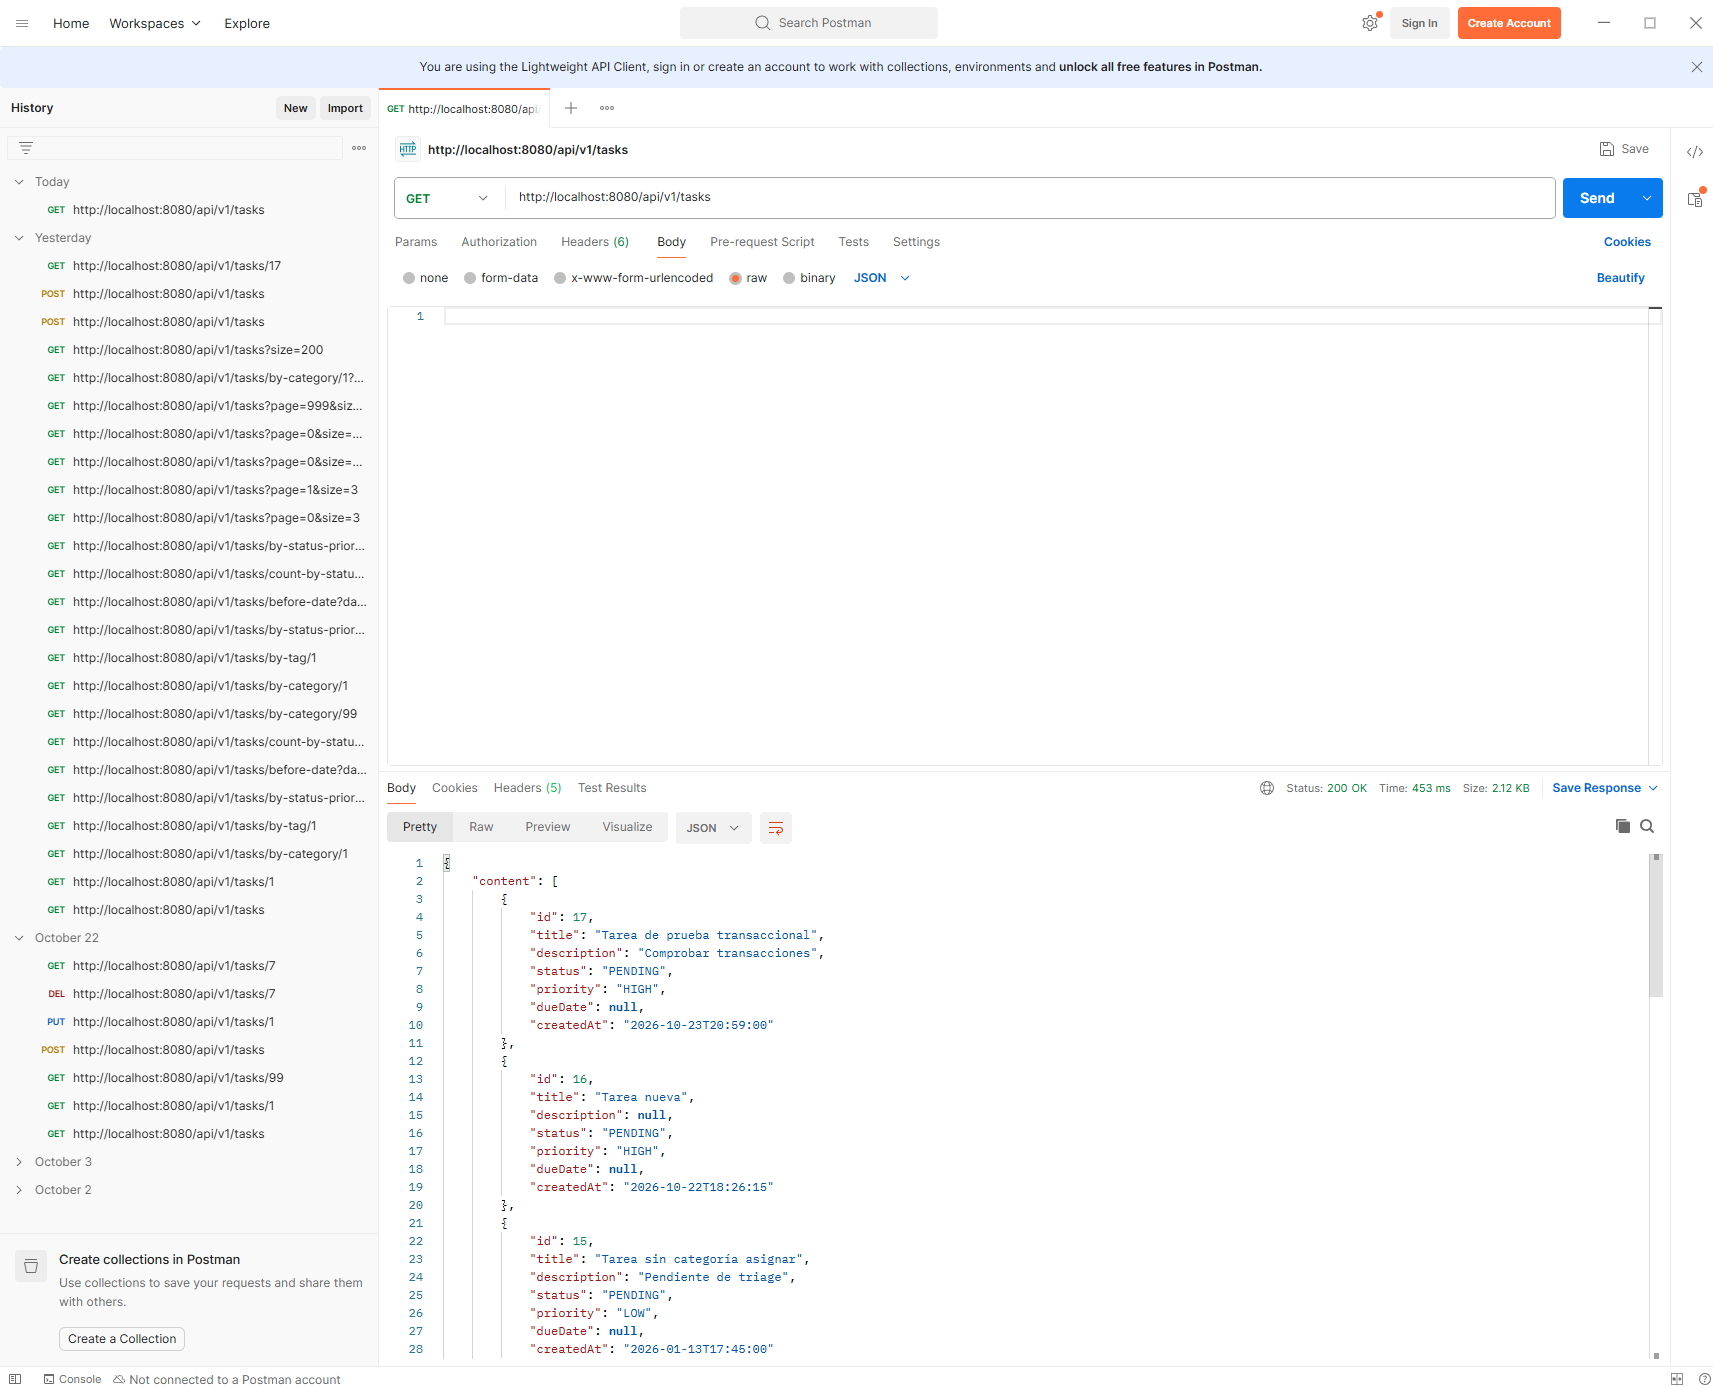 Home
Workspaces
Explore
Search Postman
Sign In
Create Account
You are using the Lightweight API Client, sign in or create an account to work with collections, environments and unlock all free features in Postman.
History
New
Import
Today
GET http://localhost:8080/api/v1/tasks
Yesterday
GET http://localhost:8080/api/v1/tasks/17
POST http://localhost:8080/api/v1/tasks
POST http://localhost:8080/api/v1/tasks
GET http://localhost:8080/api/v1/tasks?size=200
GET http://localhost:8080/api/v1/tasks/by-category/1?...
GET http://localhost:8080/api/v1/tasks?page=999&siz...
GET http://localhost:8080/api/v1/tasks?page=0&size=...
GET http://localhost:8080/api/v1/tasks?page=0&size=...
GET http://localhost:8080/api/v1/tasks?page=1&size=3
GET http://localhost:8080/api/v1/tasks?page=0&size=3
GET http://localhost:8080/api/v1/tasks/by-status-prior...
GET http://localhost:8080/api/v1/tasks/count-by-statu...
GET http://localhost:8080/api/v1/tasks/before-date?da...
GET http://localhost:8080/api/v1/tasks/by-status-prior...
GET http://localhost:8080/api/v1/tasks/by-tag/1
GET http://localhost:8080/api/v1/tasks/by-category/1
GET http://localhost:8080/api/v1/tasks/by-category/99
GET http://localhost:8080/api/v1/tasks/count-by-statu...
GET http://localhost:8080/api/v1/tasks/before-date?da...
GET http://localhost:8080/api/v1/tasks/by-status-prior...
GET http://localhost:8080/api/v1/tasks/by-tag/1
GET http://localhost:8080/api/v1/tasks/by-category/1
GET http://localhost:8080/api/v1/tasks/1
GET http://localhost:8080/api/v1/tasks
October 22
GET http://localhost:8080/api/v1/tasks/7
DEL http://localhost:8080/api/v1/tasks/7
PUT http://localhost:8080/api/v1/tasks/1
POST http://localhost:8080/api/v1/tasks
GET http://localhost:8080/api/v1/tasks/99
GET http://localhost:8080/api/v1/tasks/1
GET http://localhost:8080/api/v1/tasks
October 3
October 2
Create collections in Postman
Use collections to save your requests and share them
with others.
Create a Collection
GET http://localhost:8080/api
HTTP http://localhost:8080/api/v1/tasks
Save
GET http://localhost:8080/api/v1/tasks
Send
Params Authorization Headers (6) Body Pre-request Script Tests Settings
Cookies
none form-data x-www-form-urlencoded raw binary JSON
Beautify
1
Body Cookies Headers (5) Test Results
Status: 200 OK Time: 453 ms Size: 2.12 KB
Save Response
Pretty Raw Preview Visualize JSON
1 {
2 "content": [
3 {
4 "id": 17,
5 "title": "Tarea de prueba transaccional",
6 "description": "Comprobar transacciones",
7 "status": "PENDING",
8 "priority": "HIGH",
9 "dueDate": null,
10 "createdAt": "2026-10-23T20:59:00"
11 },
12 {
13 "id": 16,
14 "title": "Tarea nueva",
15 "description": null,
16 "status": "PENDING",
17 "priority": "HIGH",
18 "dueDate": null,
19 "createdAt": "2026-10-22T18:26:15"
20 },
21 {
22 "id": 15,
23 "title": "Tarea sin categoría asignar",
24 "description": "Pendiente de triage",
25 "status": "PENDING",
26 "priority": "LOW",
27 "dueDate": null,
28 "createdAt": "2026-01-13T17:45:00"
Console
Not connected to a Postman account